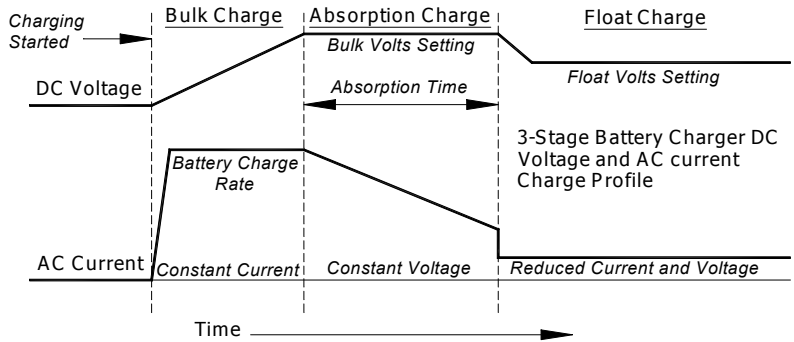 Charging
Started
Bulk Charge
Absorption Charge
Float Charge
Bulk Volts Setting
DC Voltage
Absorption Time
Float Volts Setting
3-Stage Battery Charger DC
Voltage and AC current
Charge Profile
Battery Charge
Rate
AC Current
Constant Current
Constant Voltage
Reduced Current and Voltage
Time